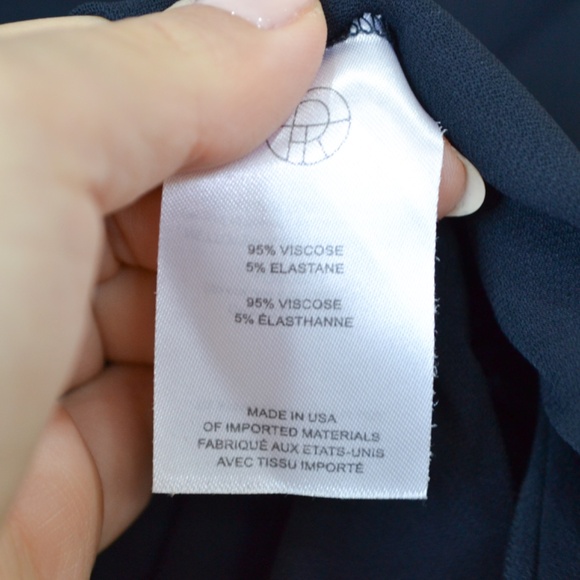 95% VISCOSE
5% ELASTANE
95% VISCOSE
5% ÉLASTHANNE
MADE IN USA
OF IMPORTED MATERIALS
FABRIQUÉ AUX ÉTATS-UNIS
AVEC TISSU IMPORTÉ